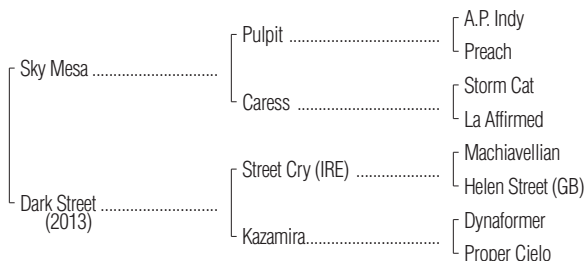 A.P. Indy
Pulpit ........................................
Preach
Sky Mesa .................................
Storm Cat
Caress ........................................
La Affirmed
Machiavellian
Street Cry (IRE) .....................
Helen Street (GB)
Dark Street ...............................
(2013)
Dynaformer
Kazamira...................................
Proper Cielo